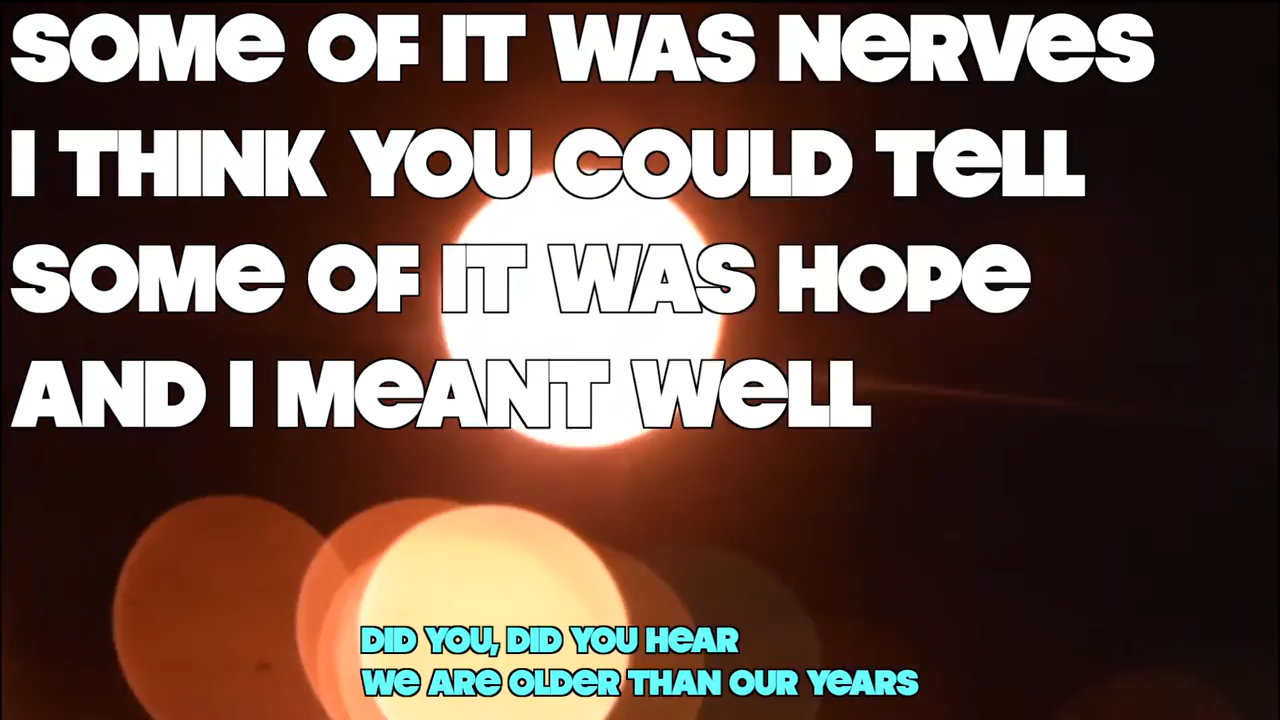 SOMe OF IT WAS NeRVeS
I THINK YOU COULD TeLL
SOMe OF IT WAS HOPe
AND I MeANT WeLL
DID YOU, DID YOU HeAR
We ARe OLDeR THAN OUR YeARS